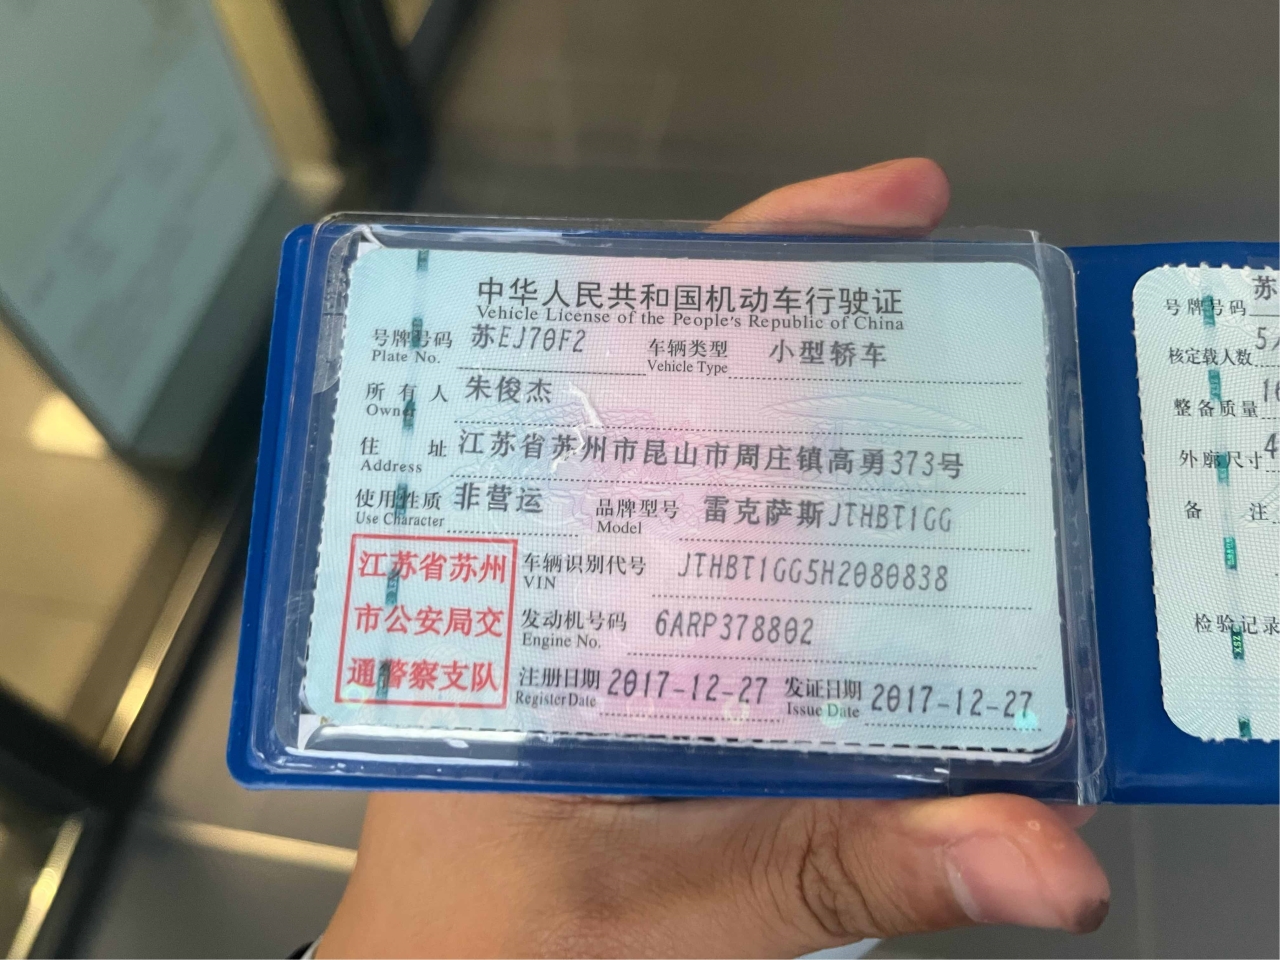 中华人民共和国机动车行驶证
Vehicle License of the People's Republic of China
号牌号码 苏EJ70F2 车辆类型 小型轿车
Plate No. Vehicle Type
所有人 朱俊杰
Owner
住址 江苏省苏州市昆山市周庄镇高勇373号
Address
使用性质 非营运 品牌型号 雷克萨斯JTHBT1GG
Use Character Model
江苏省苏州
市公安局交
通警察支队
车辆识别代号 JTHBT1GG5H2080838
VIN
发动机号码 6ARP378802
Engine No.
注册日期 2017-12-27 发证日期 2017-12-27
Register Date Issue Date
号牌号码 苏
核定载人数 5
整备质量 16
外廓尺寸 4
备注
检验记录